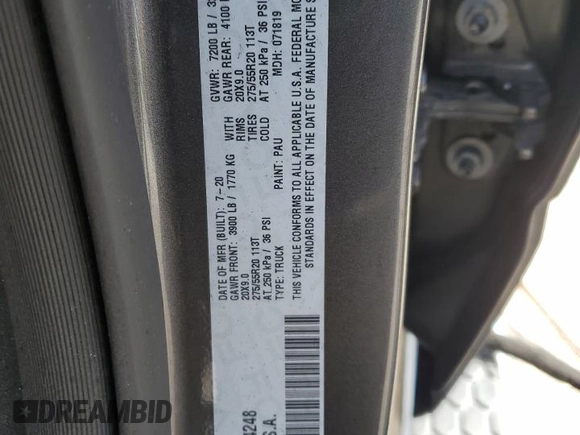 DATE OF MFR (BUILT): 7-20 GVWR: 7200 LB /
GAWR FRONT: 3900 LB / 1770 KG WITH GAWR REAR: 4100
20X9.0 RIMS 20X9.0
275/55R20 113T TIRES 275/55R20 113T
AT 250 kPa / 36 PSI COLD AT 250 kPa / 36 PSI
TYPE: TRUCK PAINT: PAU MDH: 071819
THIS VEHICLE CONFORMS TO ALL APPLICABLE U.S.A. FEDERAL
STANDARDS IN EFFECT ON THE DATE OF MANUFACTURE
4248
S.A.
DREAMBID